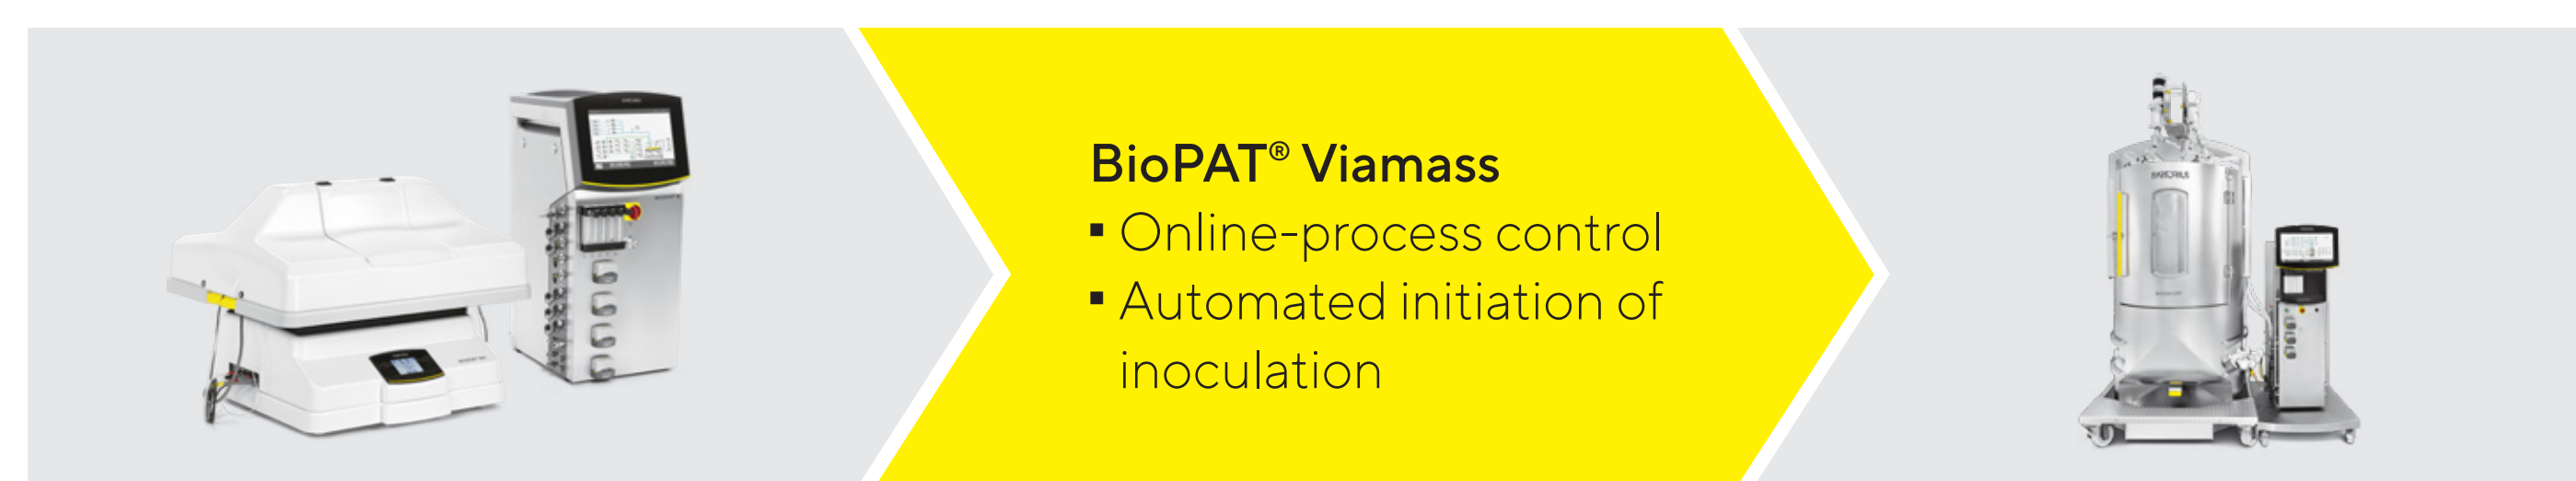 BioPAT® Viamass
▪ Online-process control
▪ Automated initiation of
inoculation